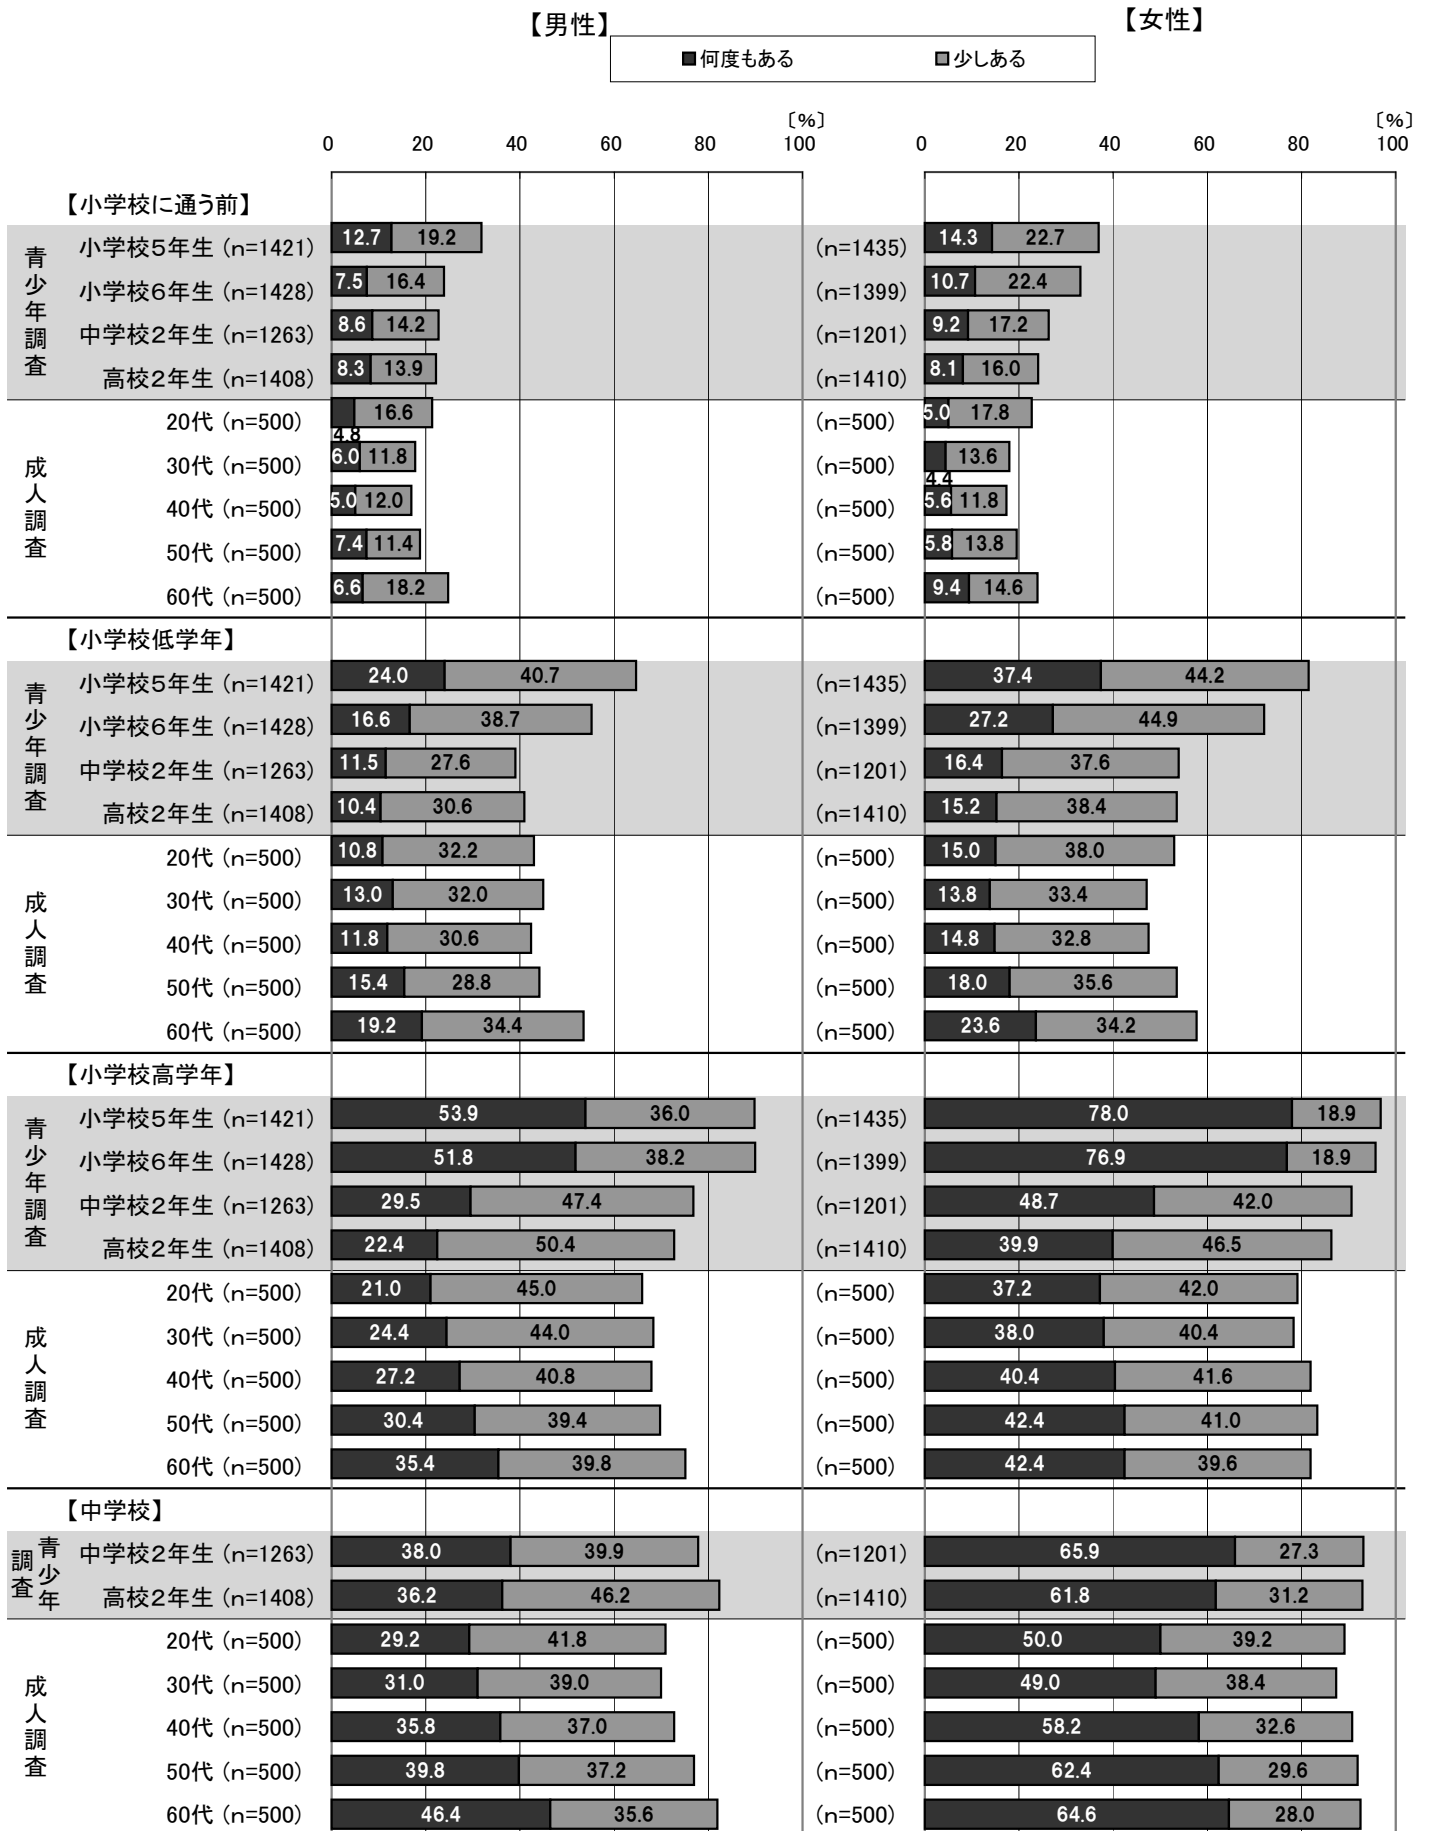 【男性】 【女性】
■何度もある ■少しある
〔%〕 〔%〕
0 20 40 60 80 100 0 20 40 60 80 100
【小学校に通う前】
青少年調査
小学校5年生 (n=1421) 12.7 19.2 (n=1435) 14.3 22.7
小学校6年生 (n=1428) 7.5 16.4 (n=1399) 10.7 22.4
中学校2年生 (n=1263) 8.6 14.2 (n=1201) 9.2 17.2
高校2年生 (n=1408) 8.3 13.9 (n=1410) 8.1 16.0
成人調査
20代 (n=500) 4.8 16.6 (n=500) 5.0 17.8
30代 (n=500) 6.0 11.8 (n=500) 4.4 13.6
40代 (n=500) 5.0 12.0 (n=500) 5.6 11.8
50代 (n=500) 7.4 11.4 (n=500) 5.8 13.8
60代 (n=500) 6.6 18.2 (n=500) 9.4 14.6
【小学校低学年】
青少年調査
小学校5年生 (n=1421) 24.0 40.7 (n=1435) 37.4 44.2
小学校6年生 (n=1428) 16.6 38.7 (n=1399) 27.2 44.9
中学校2年生 (n=1263) 11.5 27.6 (n=1201) 16.4 37.6
高校2年生 (n=1408) 10.4 30.6 (n=1410) 15.2 38.4
成人調査
20代 (n=500) 10.8 32.2 (n=500) 15.0 38.0
30代 (n=500) 13.0 32.0 (n=500) 13.8 33.4
40代 (n=500) 11.8 30.6 (n=500) 14.8 32.8
50代 (n=500) 15.4 28.8 (n=500) 18.0 35.6
60代 (n=500) 19.2 34.4 (n=500) 23.6 34.2
【小学校高学年】
青少年調査
小学校5年生 (n=1421) 53.9 36.0 (n=1435) 78.0 18.9
小学校6年生 (n=1428) 51.8 38.2 (n=1399) 76.9 18.9
中学校2年生 (n=1263) 29.5 47.4 (n=1201) 48.7 42.0
高校2年生 (n=1408) 22.4 50.4 (n=1410) 39.9 46.5
成人調査
20代 (n=500) 21.0 45.0 (n=500) 37.2 42.0
30代 (n=500) 24.4 44.0 (n=500) 38.0 40.4
40代 (n=500) 27.2 40.8 (n=500) 40.4 41.6
50代 (n=500) 30.4 39.4 (n=500) 42.4 41.0
60代 (n=500) 35.4 39.8 (n=500) 42.4 39.6
【中学校】
青少年調査
中学校2年生 (n=1263) 38.0 39.9 (n=1201) 65.9 27.3
高校2年生 (n=1408) 36.2 46.2 (n=1410) 61.8 31.2
成人調査
20代 (n=500) 29.2 41.8 (n=500) 50.0 39.2
30代 (n=500) 31.0 39.0 (n=500) 49.0 38.4
40代 (n=500) 35.8 37.0 (n=500) 58.2 32.6
50代 (n=500) 39.8 37.2 (n=500) 62.4 29.6
60代 (n=500) 46.4 35.6 (n=500) 64.6 28.0